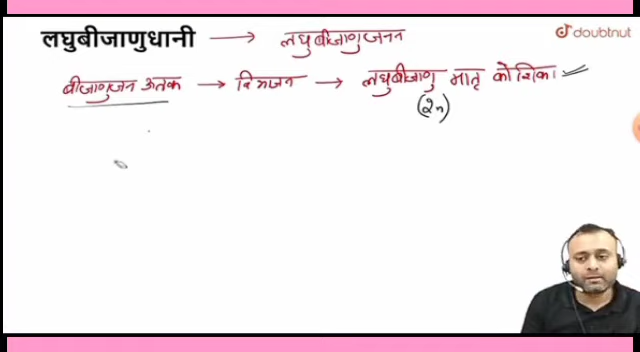 लघुबीजाणुधानी → लघुबीजाणुजनन
doubtnut
बीजाणुजन ऊतक → विभाजन → लघुबीजाणु मातृ कोशिका
(2n)